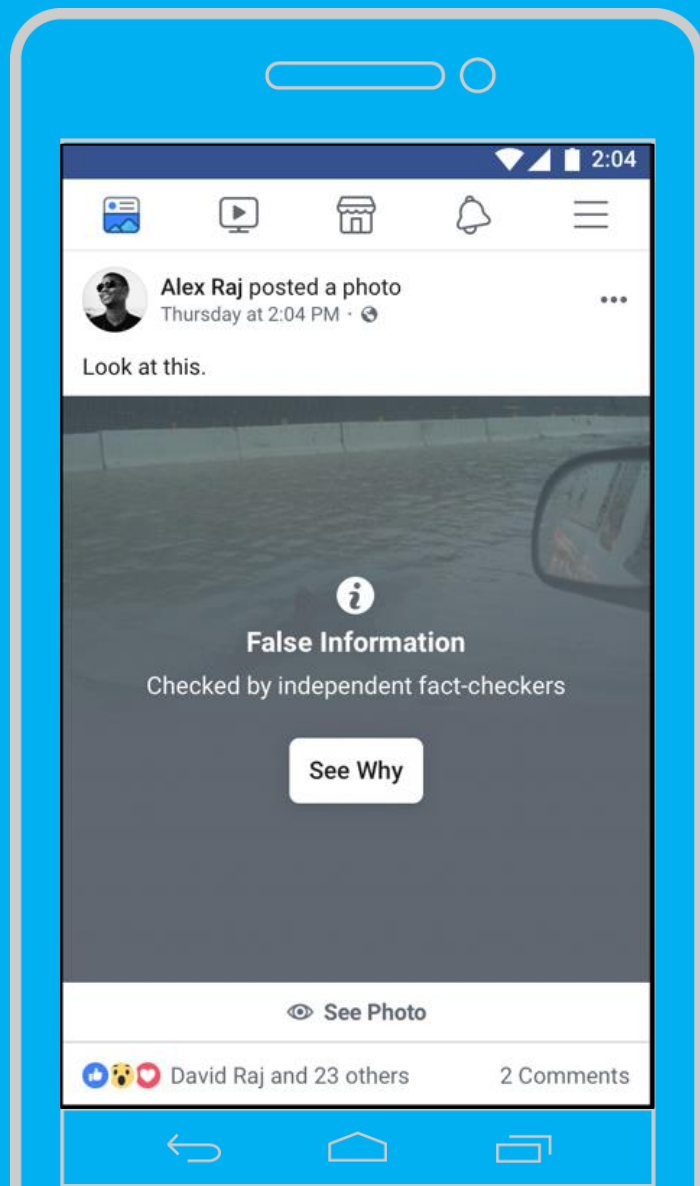 2:04
Alex Raj posted a photo
Thursday at 2:04 PM ·
Look at this.
False Information
Checked by independent fact-checkers
See Why
See Photo
David Raj and 23 others 2 Comments